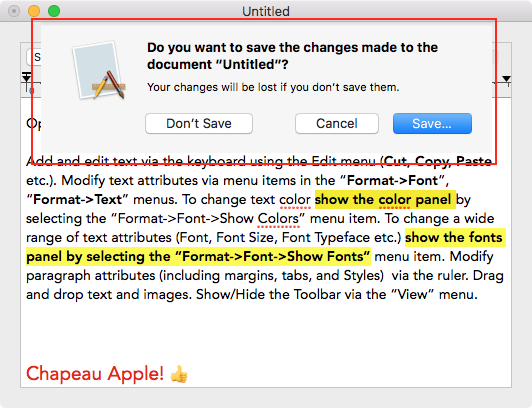 Untitled
Do you want to save the changes made to the
document “Untitled”?
Your changes will be lost if you don’t save them.
Don’t Save
Cancel
Save...
Add and edit text via the keyboard using the Edit menu (Cut, Copy, Paste
etc.). Modify text attributes via menu items in the “Format->Font”,
“Format->Text” menus. To change text color show the color panel by
selecting the “Format->Font->Show Colors” menu item. To change a wide
range of text attributes (Font, Font Size, Font Typeface etc.) show the fonts
panel by selecting the “Format->Font->Show Fonts” menu item. Modify
paragraph attributes (including margins, tabs, and Styles) via the ruler. Drag
and drop text and images. Show/Hide the Toolbar via the “View” menu.
Chapeau Apple! 👍